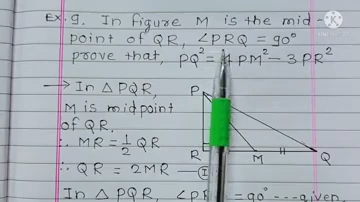 Ex. 9. In figure M is the mid-
point of QR, ∠PRQ = 90°
prove that, PQ² = 4PM² - 3PR²
→ In △PQR,
M is midpoint
of QR.
∴ MR = 1/2 QR
∴ QR = 2MR — I
In △PQR, ∠P = 90° --- given
P
R
M
Q